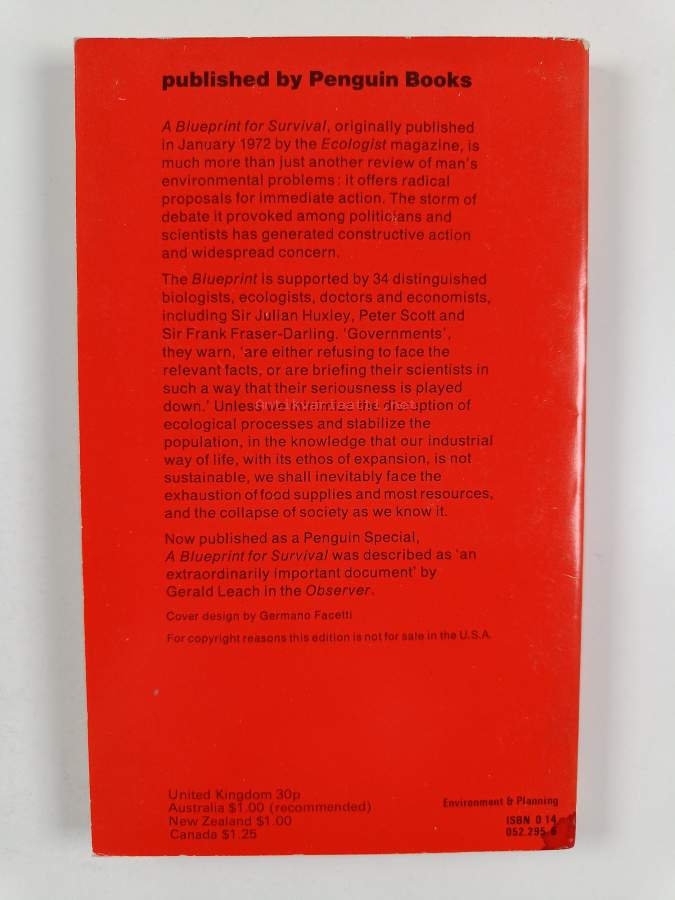 published by Penguin Books
A Blueprint for Survival, originally published
in January 1972 by the Ecologist magazine, is
much more than just another review of man's
environmental problems: it offers radical
proposals for immediate action. The storm of
debate it provoked among politicians and
scientists has generated constructive action
and widespread concern.
The Blueprint is supported by 34 distinguished
biologists, ecologists, doctors and economists,
including Sir Julian Huxley, Peter Scott and
Sir Frank Fraser-Darling. 'Governments',
they warn, 'are either refusing to face the
relevant facts, or are briefing their scientists in
such a way that their seriousness is played
down.' Unless we minimize the disruption of
ecological processes and stabilize the
population, in the knowledge that our industrial
way of life, with its ethos of expansion, is not
sustainable, we shall inevitably face the
exhaustion of food supplies and most resources,
and the collapse of society as we know it.
Now published as a Penguin Special,
A Blueprint for Survival was described as 'an
extraordinarily important document' by
Gerald Leach in the Observer.
Cover design by Germano Facetti
For copyright reasons this edition is not for sale in the U.S.A.
United Kingdom 30p
Australia $1.00 (recommended)
New Zealand $1.00
Canada $1.25
Environment & Planning
ISBN 0 14
052.295 6